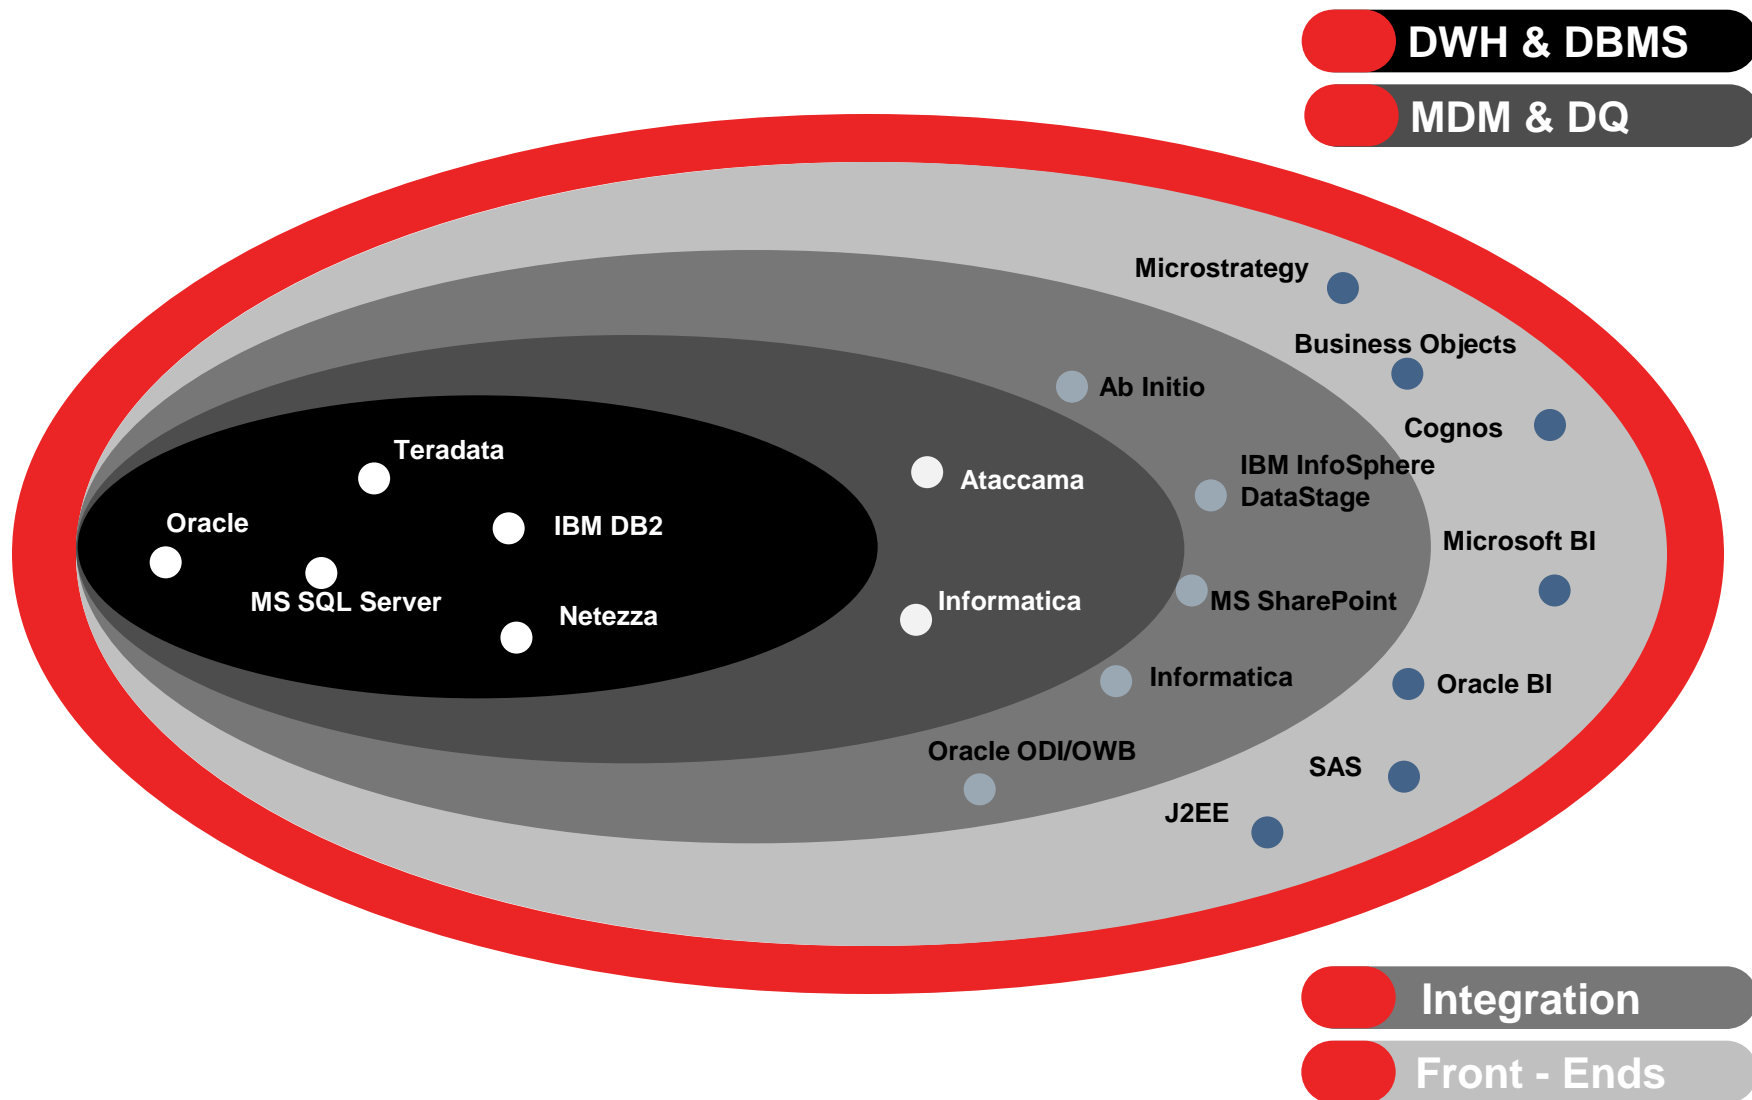 DWH & DBMS
MDM & DQ
Microstrategy
Business Objects
Ab Initio
Cognos
Teradata
IBM InfoSphere
DataStage
Ataccama
Oracle
IBM DB2
Microsoft BI
MS SQL Server
Informatica
MS SharePoint
Netezza
Informatica
Oracle BI
Oracle ODI/OWB
SAS
J2EE
Integration
Front - Ends